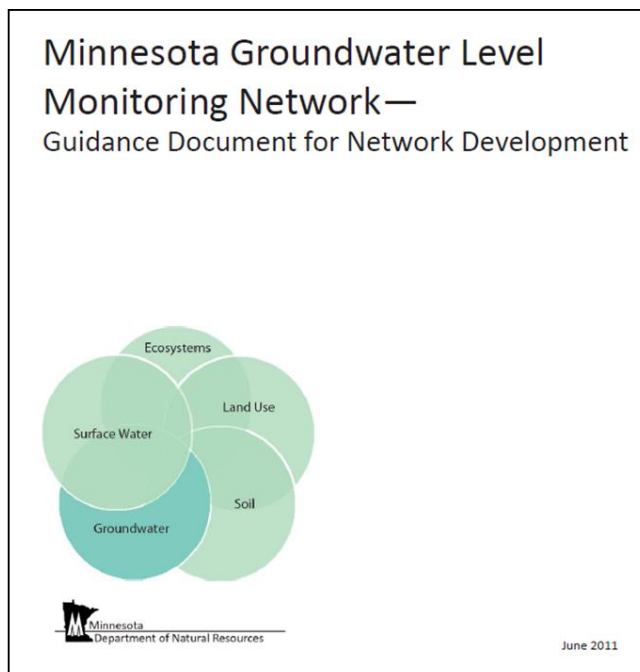 Minnesota Groundwater Level
Monitoring Network—
Guidance Document for Network Development
Ecosystems
Land Use
Surface Water
Soil
Groundwater
Minnesota
Department of Natural Resources
June 2011